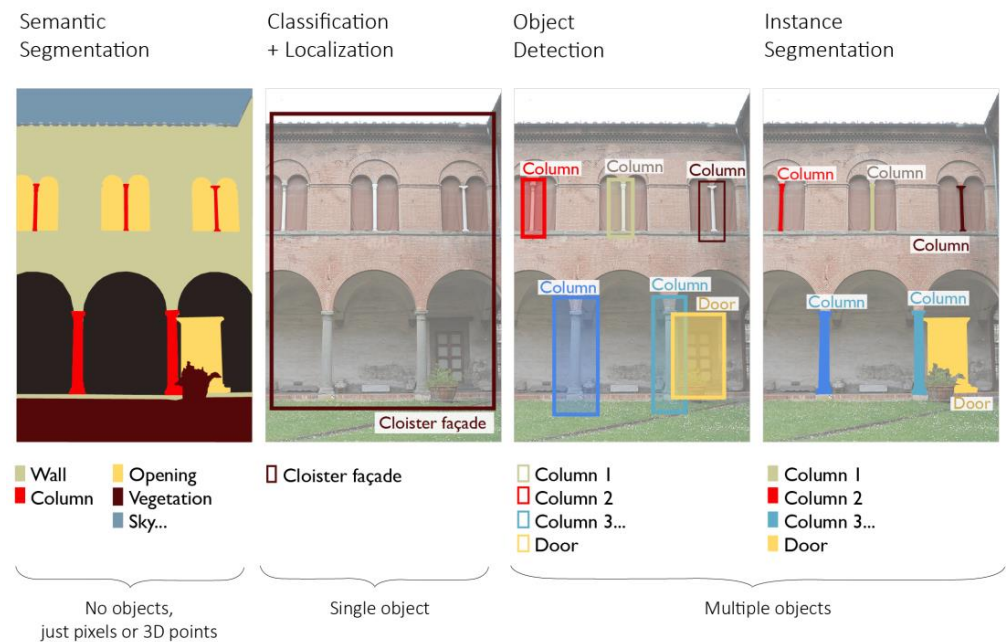 Semantic
Segmentation
Classification
+ Localization
Object
Detection
Instance
Segmentation
Cloister façade
Column
Column
Column
Column
Column
Door
Column
Column
Column
Column
Column
Door
Wall
Column
Opening
Vegetation
Sky...
Cloister façade
Column 1
Column 2
Column 3...
Door
Column 1
Column 2
Column 3...
Door
No objects,
just pixels or 3D points
Single object
Multiple objects